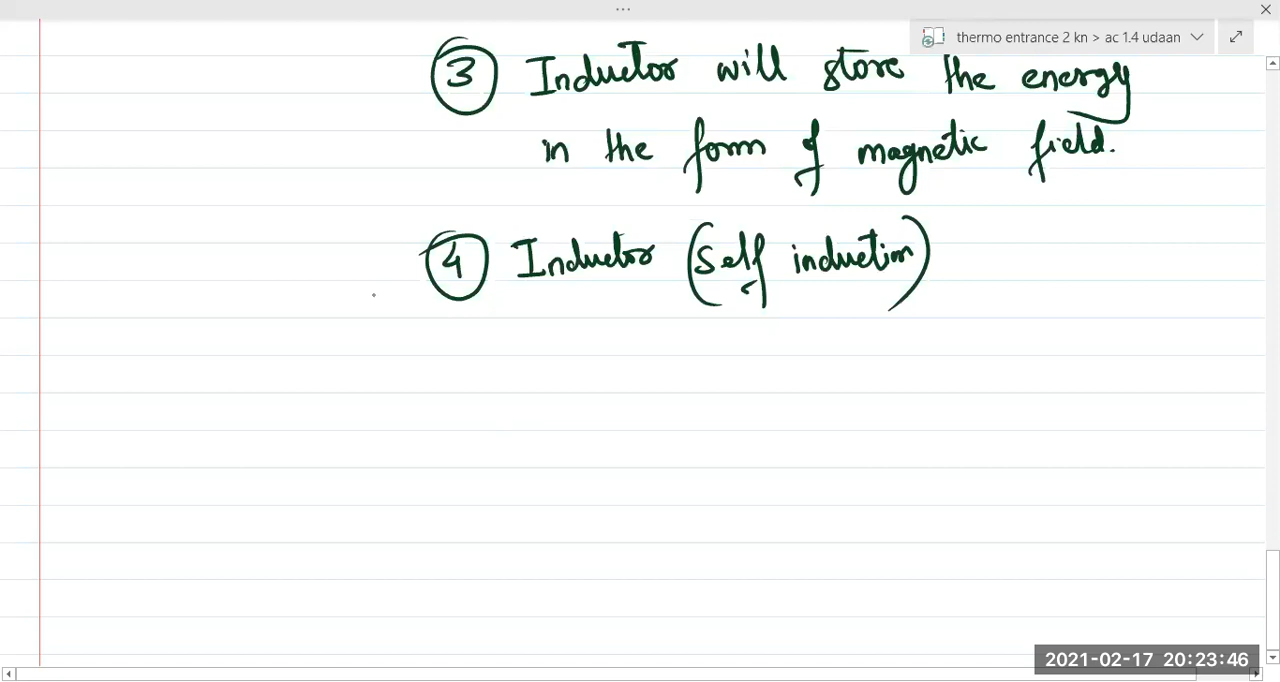 thermo entrance 2 kn > ac 1.4 udaan
③ Inductor will store the energy
in the form of magnetic field.
④ Inductor (Self induction)
2021-02-17 20:23:46